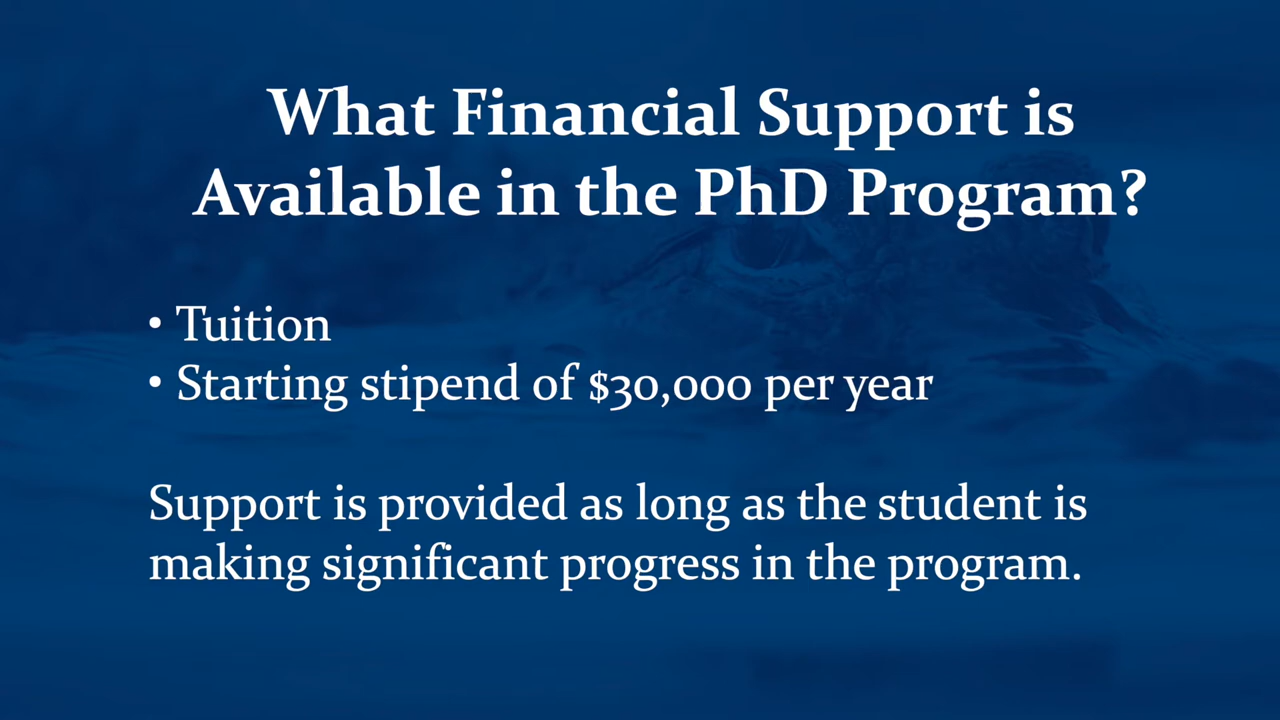 What Financial Support is
Available in the PhD Program?
• Tuition
• Starting stipend of $30,000 per year
Support is provided as long as the student is
making significant progress in the program.